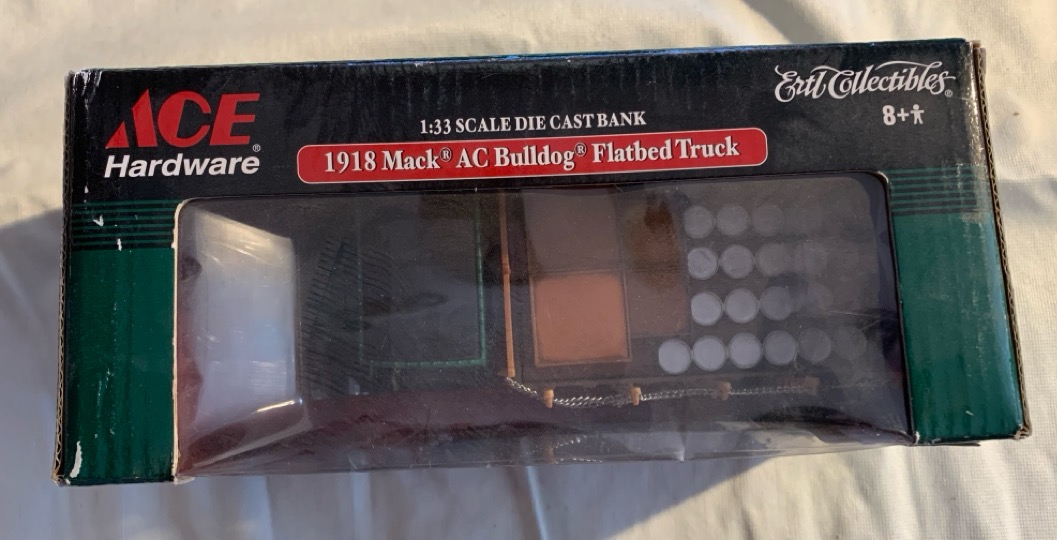 ACE
Hardware®
1:33 SCALE DIE CAST BANK
1918 Mack® AC Bulldog® Flatbed Truck
Ertl Collectibles®
8+